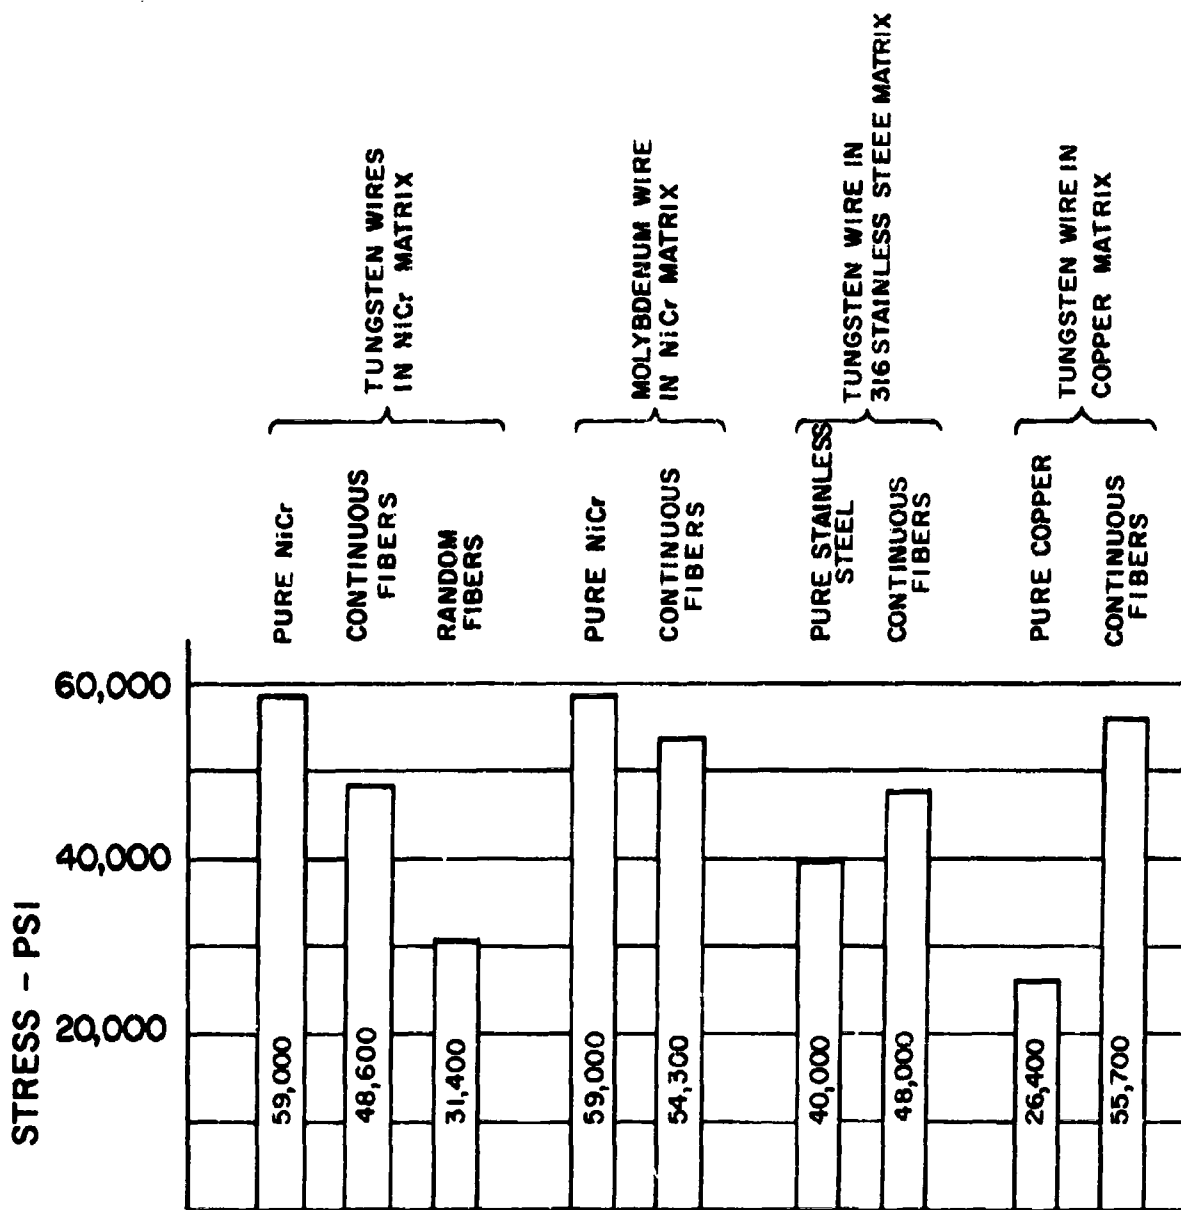 TUNGSTEN WIRES
IN NiCr MATRIX
MOLYBDENUM WIRE
IN NiCr MATRIX
TUNGSTEN WIRE IN
316 STAINLESS STEEE MATRIX
TUNGSTEN WIRE IN
COPPER MATRIX
PURE NiCr
CONTINUOUS
FIBERS
RANDOM
FIBERS
PURE NiCr
CONTINUOUS
FIBERS
PURE STAINLESS
STEEL
CONTINUOUS
FIBERS
PURE COPPER
CONTINUOUS
FIBERS
60,000
40,000
20,000
STRESS - PSI
59,000
48,600
31,400
59,000
54,300
40,000
48,000
26,400
55,700